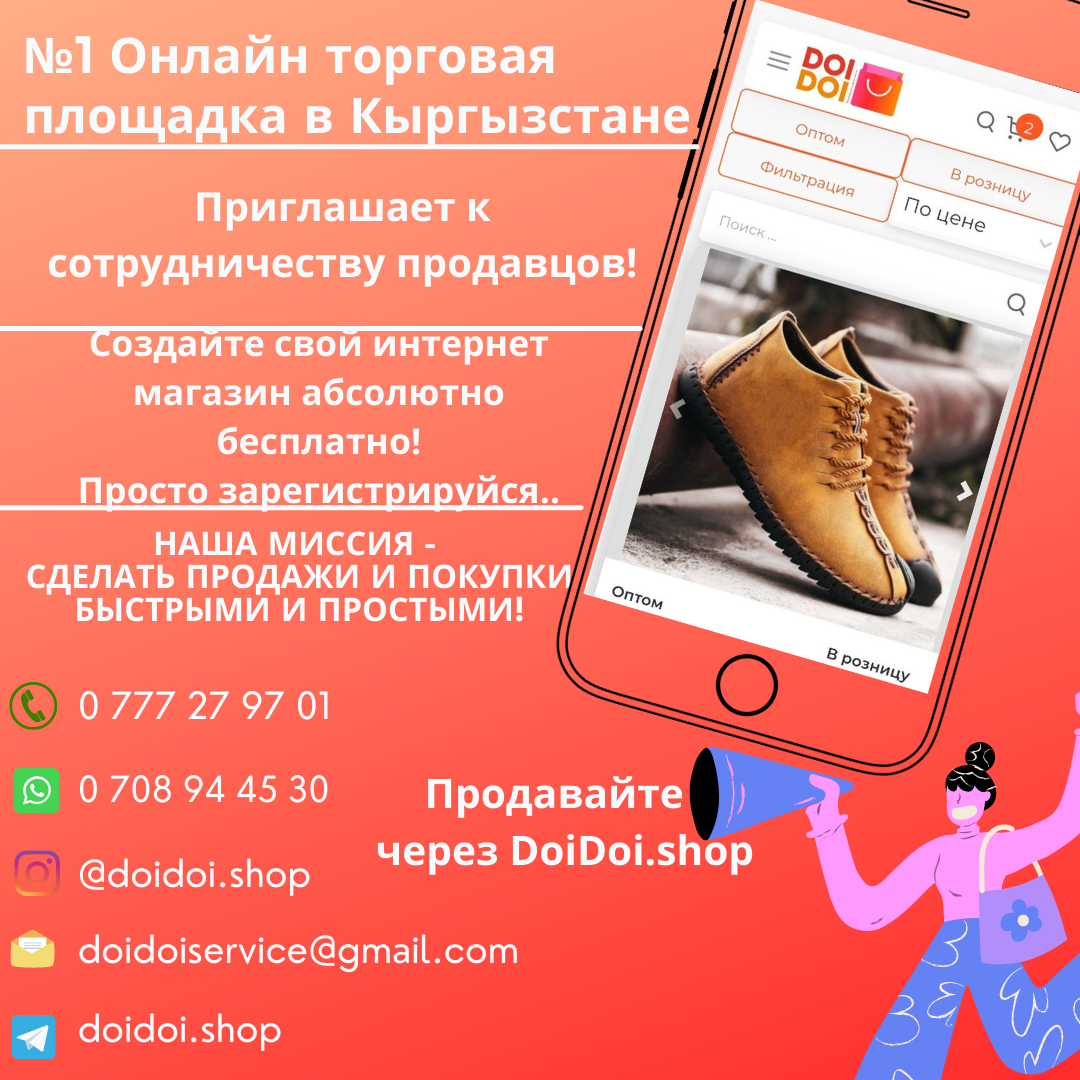 №1 Онлайн торговая
площадка в Кыргызстане
Приглашает к
сотрудничеству продавцов!
Создайте свой интернет
магазин абсолютно
бесплатно!
Просто зарегистрируйся..
НАША МИССИЯ -
СДЕЛАТЬ ПРОДАЖИ И ПОКУПКИ
БЫСТРЫМИ И ПРОСТЫМИ!
0 777 27 97 01
0 708 94 45 30
@doidoi.shop
doidoiservice@gmail.com
doidoi.shop
Продавайте
через DoiDoi.shop
DOI
DOI
2
Оптом
В розницу
Фильтрация
По цене
Поиск ...
Оптом
В розницу